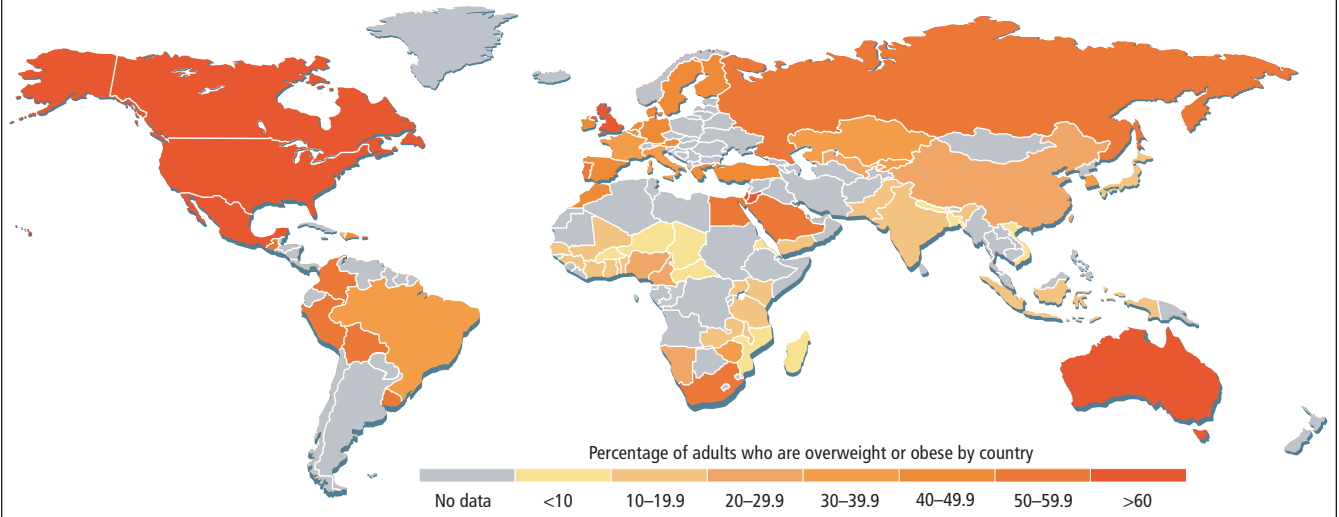 Percentage of adults who are overweight or obese by country
No data <10 10–19.9 20–29.9 30–39.9 40–49.9 50–59.9 >60